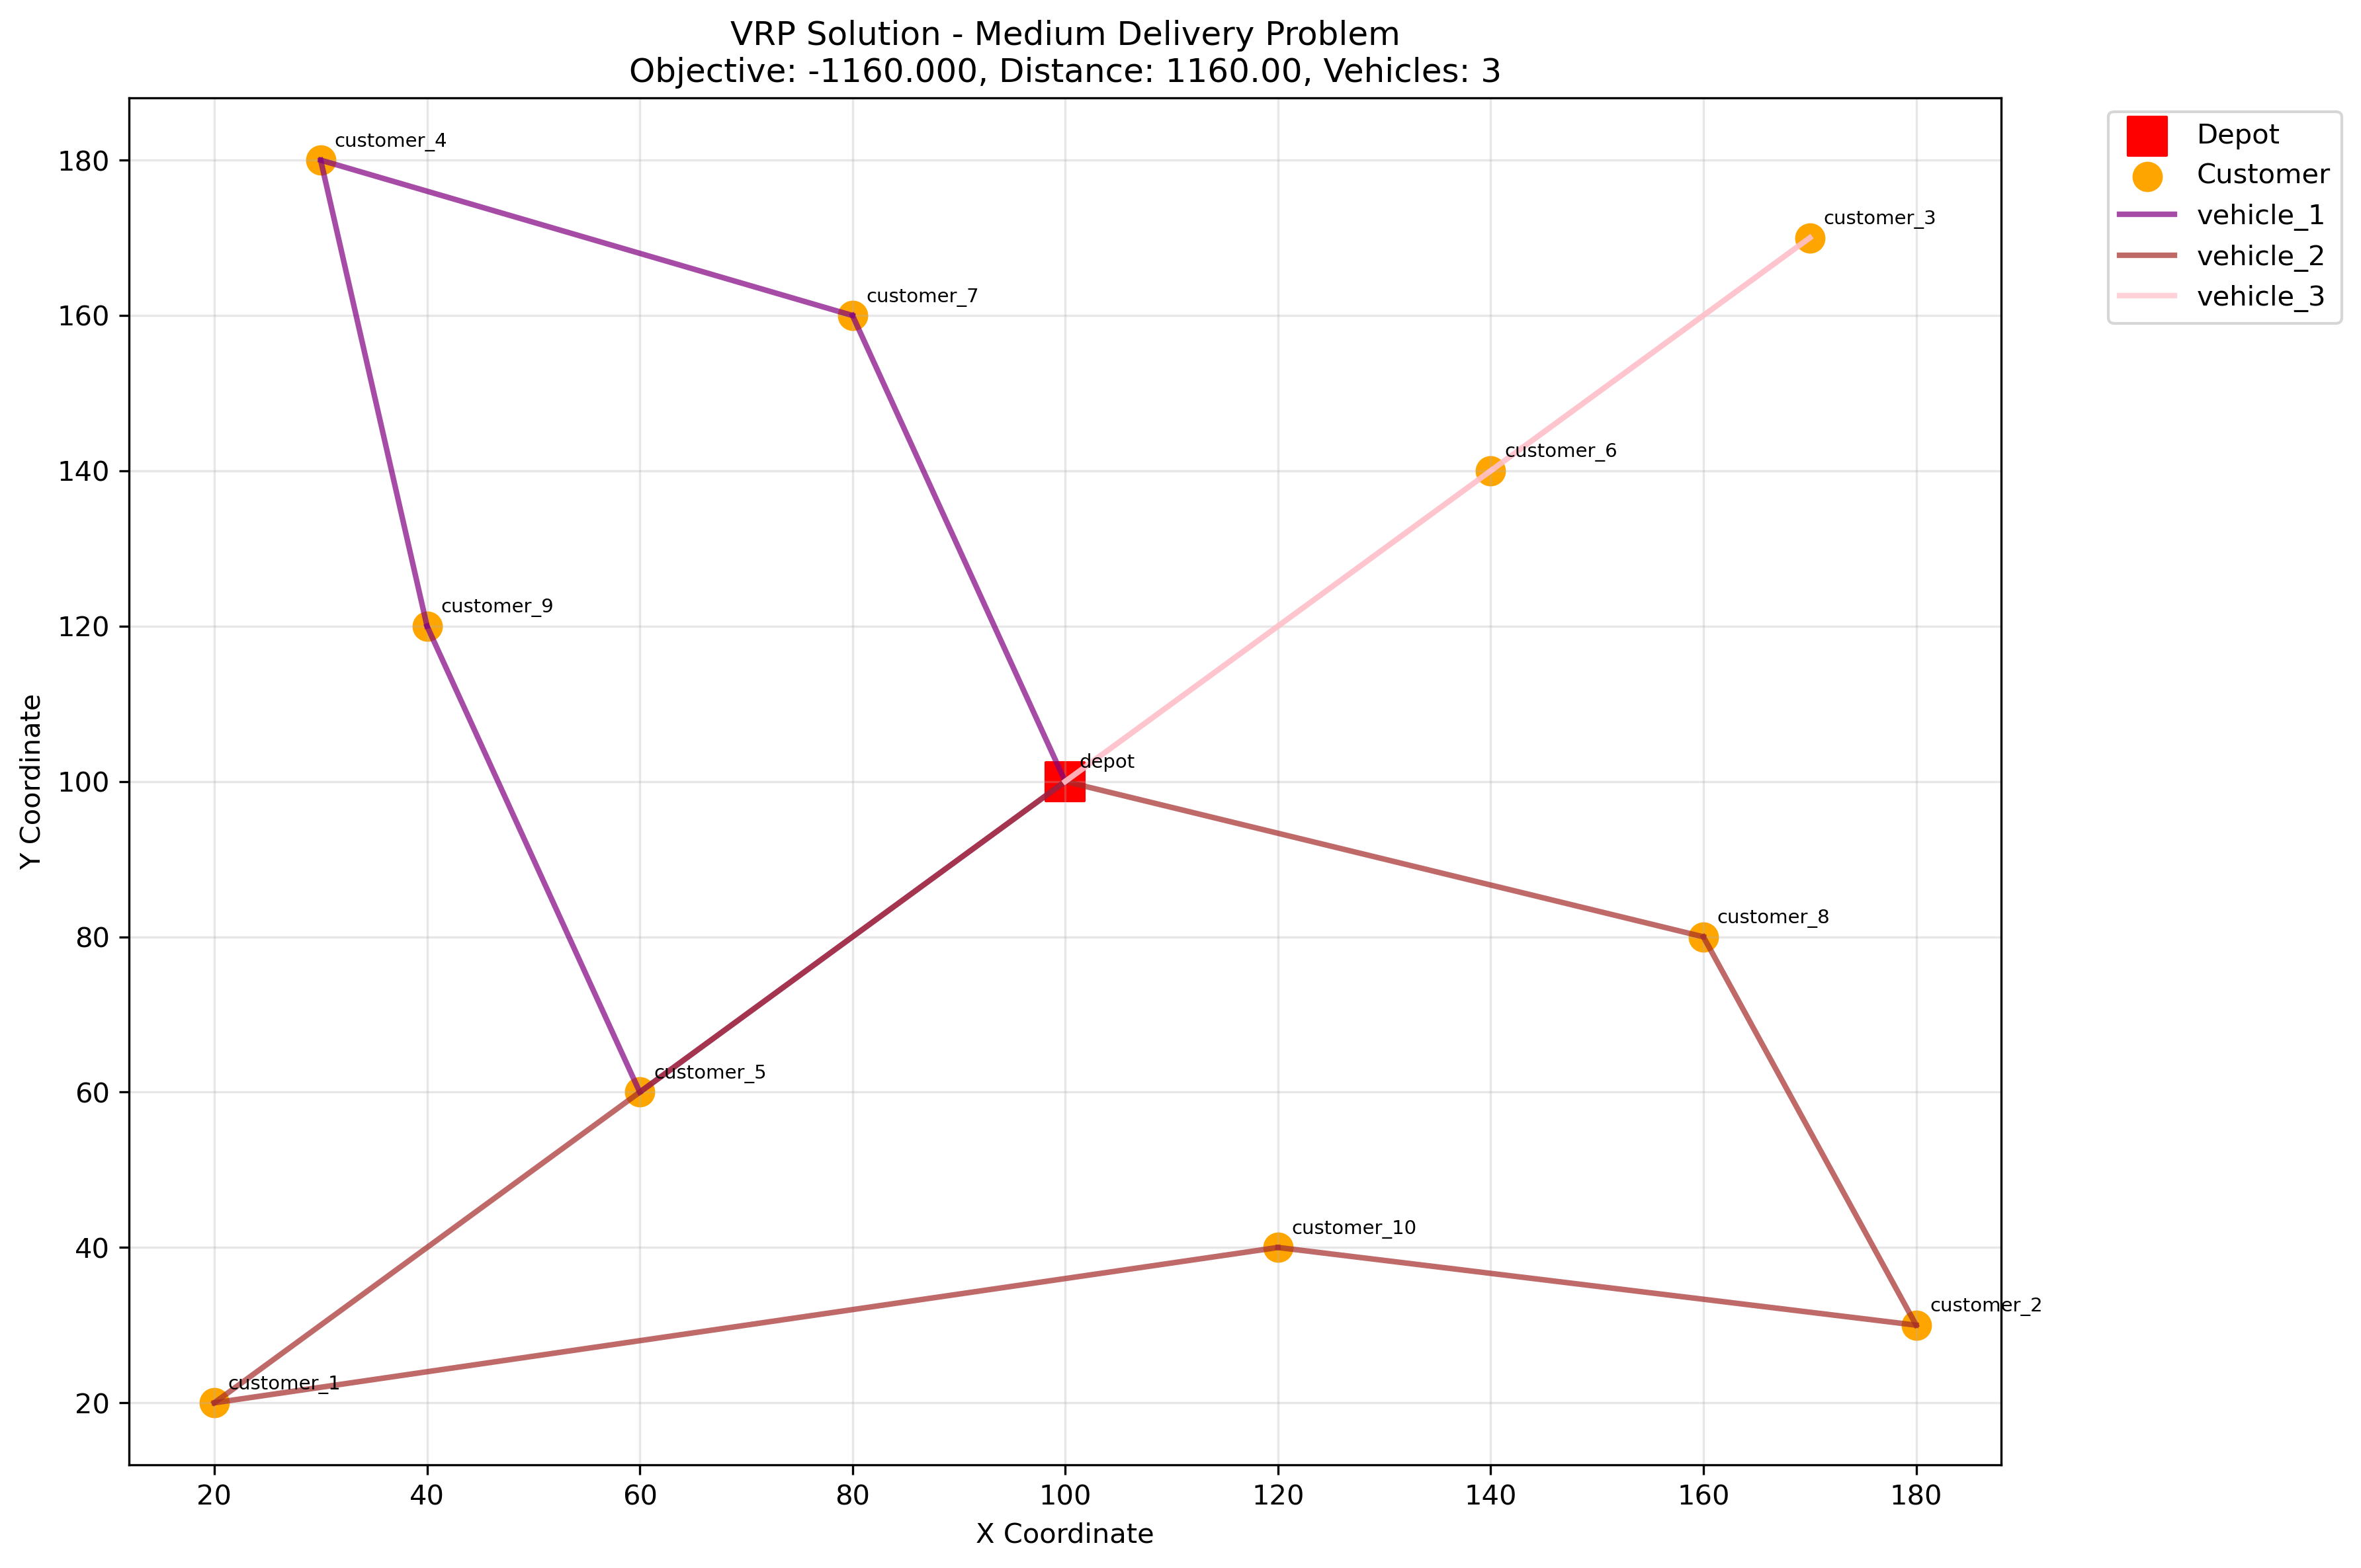 VRP Solution - Medium Delivery Problem
Objective: -1160.000, Distance: 1160.00, Vehicles: 3
Depot
Customer
vehicle_1
vehicle_2
vehicle_3
customer_4
customer_3
customer_7
customer_6
customer_9
depot
customer_8
customer_5
customer_10
customer_2
customer_1
180
160
140
120
100
80
60
40
20
Y Coordinate
20 40 60 80 100 120 140 160 180
X Coordinate